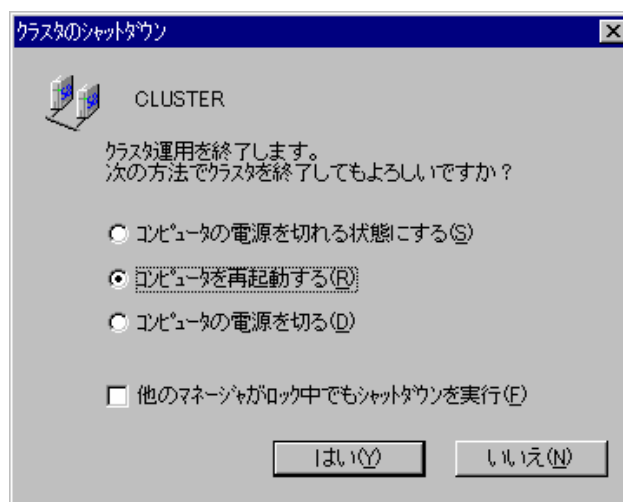 クラスタのシャットダウン
CLUSTER
クラスタ運用を終了します。
次の方法でクラスタを終了してもよろしいですか？
コンピュータの電源を切れる状態にする(S)
コンピュータを再起動する(R)
コンピュータの電源を切る(D)
他のマネージャがロック中でもシャットダウンを実行(F)
はい(Y)
いいえ(N)